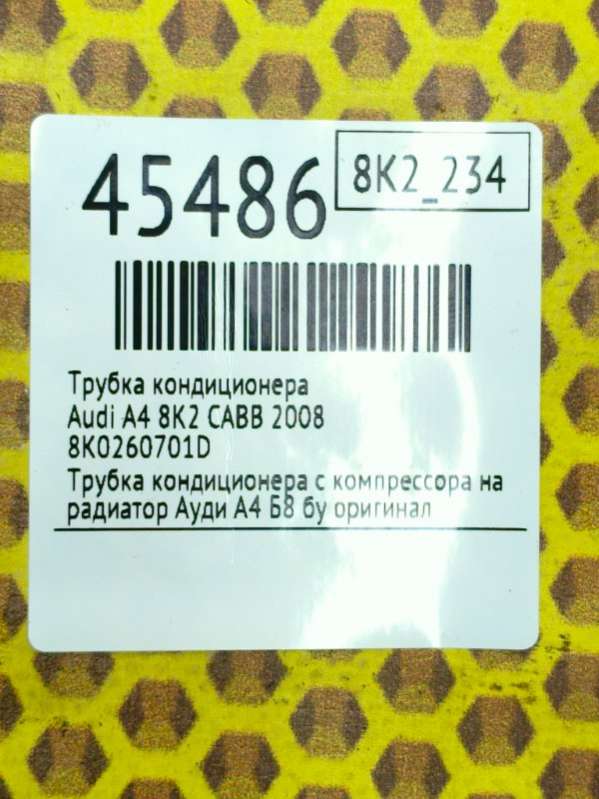 45486
8K2_234
Трубка кондиционера
Audi A4 8K2 CABB 2008
8K0260701D
Трубка кондиционера с компрессора на
радиатор Ауди А4 Б8 бу оригинал